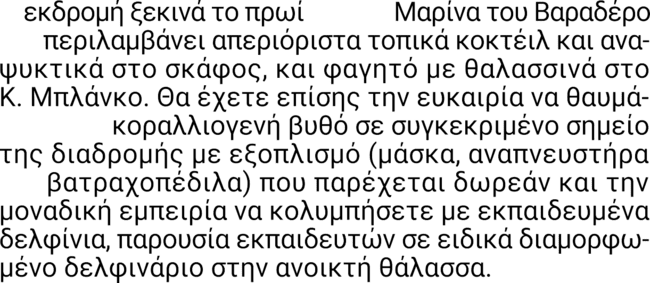 εκδρομή ξεκινά το πρωί Μαρίνα του Βαραδέρο
περιλαμβάνει απεριόριστα τοπικά κοκτέιλ και ανα-
ψυκτικά στο σκάφος, και φαγητό με θαλασσινά στο
Κ. Μπλάνκο. Θα έχετε επίσης την ευκαιρία να θαυμά-
κοραλλιογενή βυθό σε συγκεκριμένο σημείο
της διαδρομής με εξοπλισμό (μάσκα, αναπνευστήρα
βατραχοπέδιλα) που παρέχεται δωρεάν και την
μοναδική εμπειρία να κολυμπήσετε με εκπαιδευμένα
δελφίνια, παρουσία εκπαιδευτών σε ειδικά διαμορφω-
μένο δελφινάριο στην ανοικτή θάλασσα.